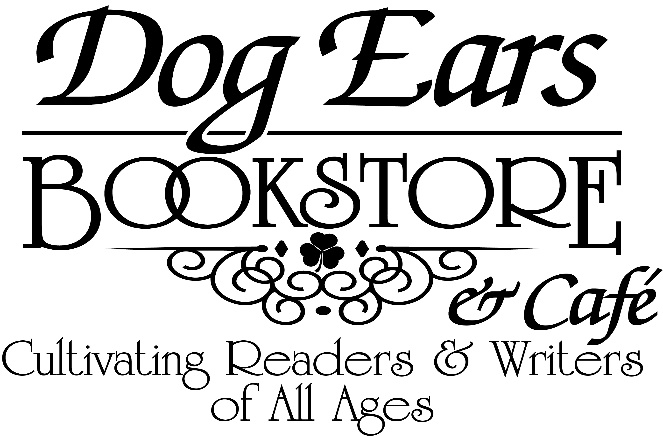 Dog Ears
BOOKSTORE
& Café
Cultivating Readers & Writers
of All Ages